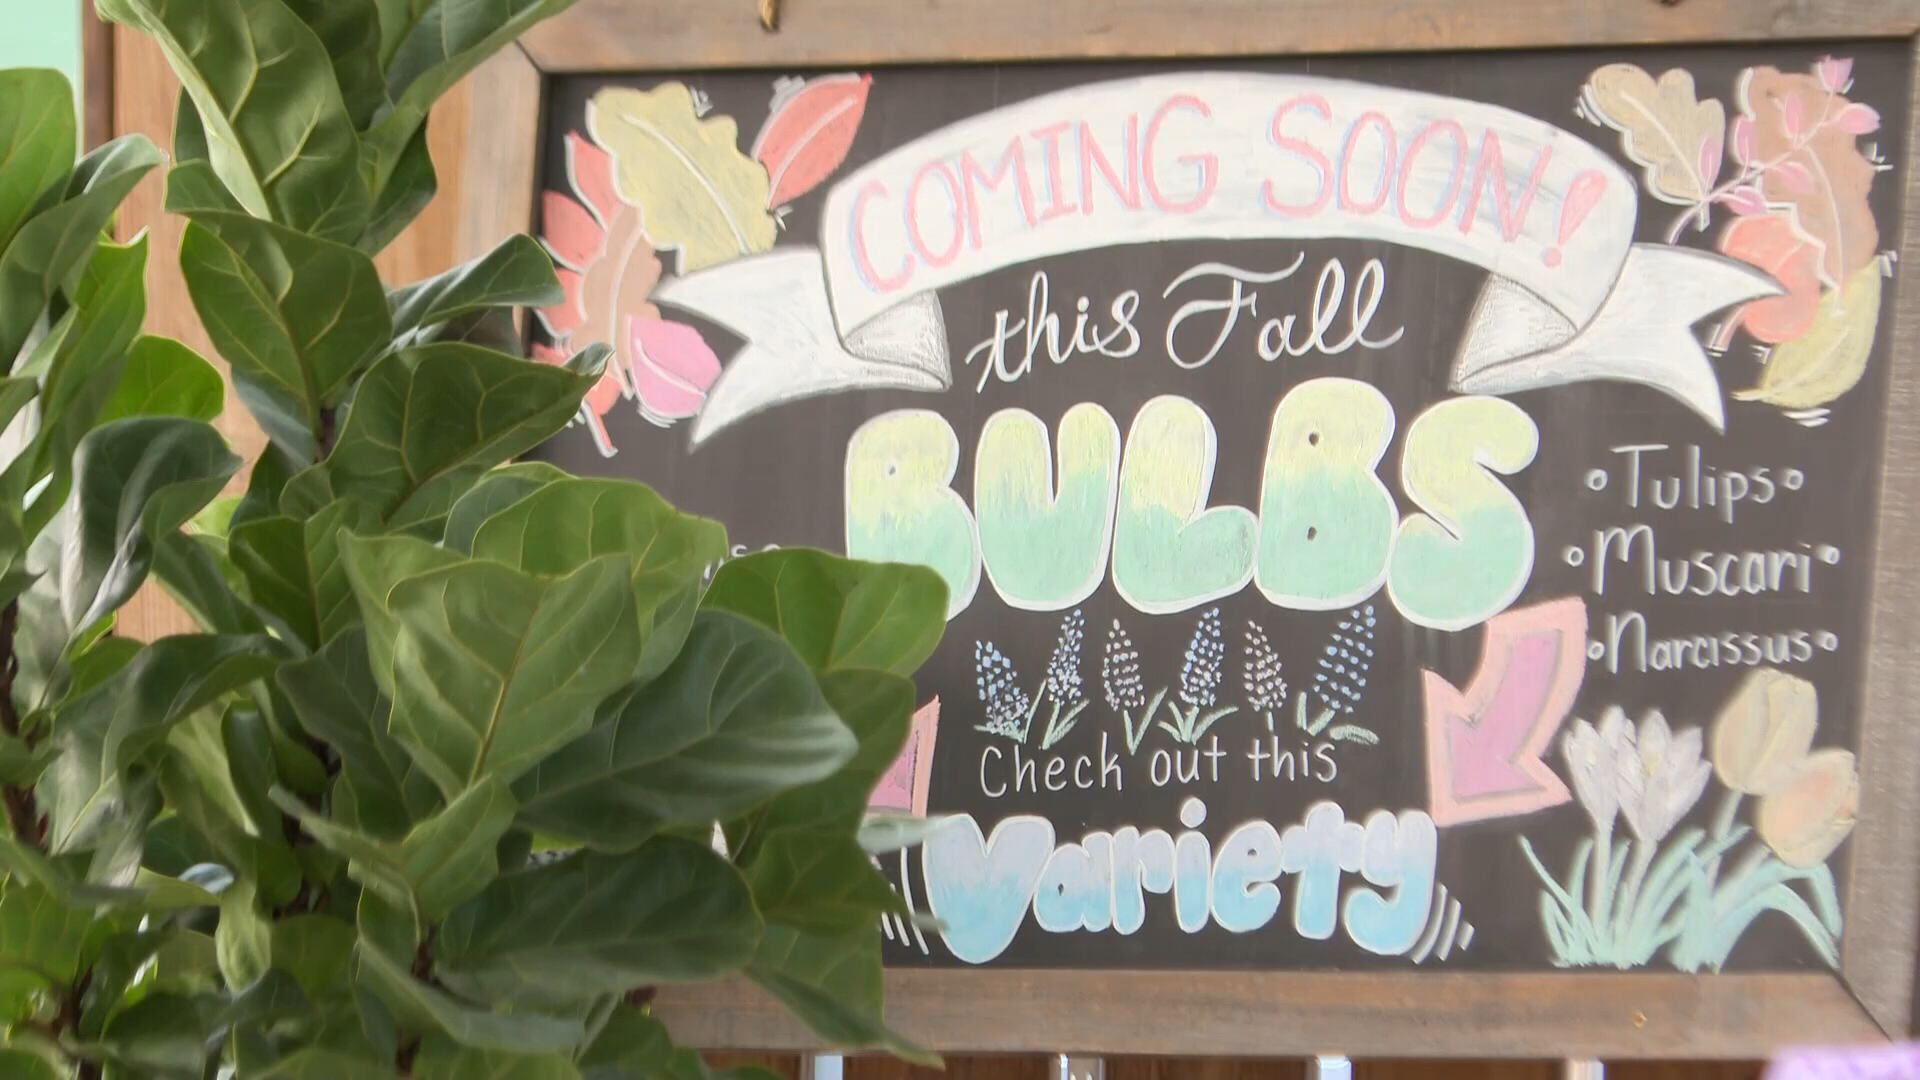 COMING SOON!
this Fall
BULBS
•Tulips•
•Muscari•
•Narcissus•
Check out this
Variety